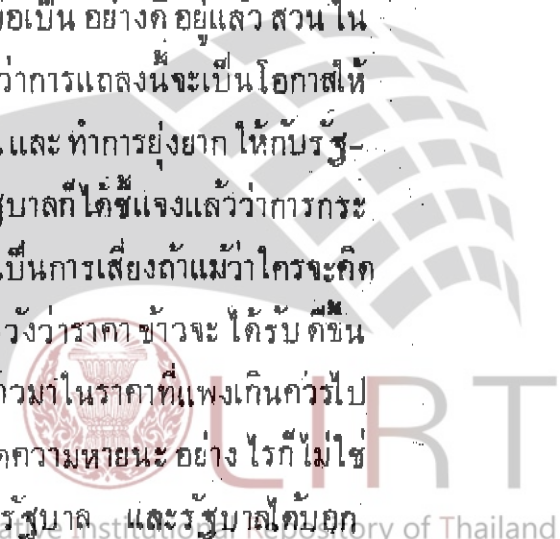 อเป็น อย่างดี อยู่แล้ว ส่วน ใน
ว่าการแถลงนี้จะเป็นโอกาสให้
และ ทำการยุ่งยาก ให้กับรัฐ-
บาลก็ได้ชี้แจงแล้วว่าการกระ
เป็นการเสี่ยงถ้าแม้ว่าใครจะคิด
วังว่าราคา ข้าวจะ ได้รับ ดีขึ้น
วมาในราคาที่แพงเกินควรไป
ความหายนะ อย่าง ไรก็ไม่ใช่
รัฐบาล และรัฐบาลได้บอก
LIRT
ative Institutional Repository of Thailand